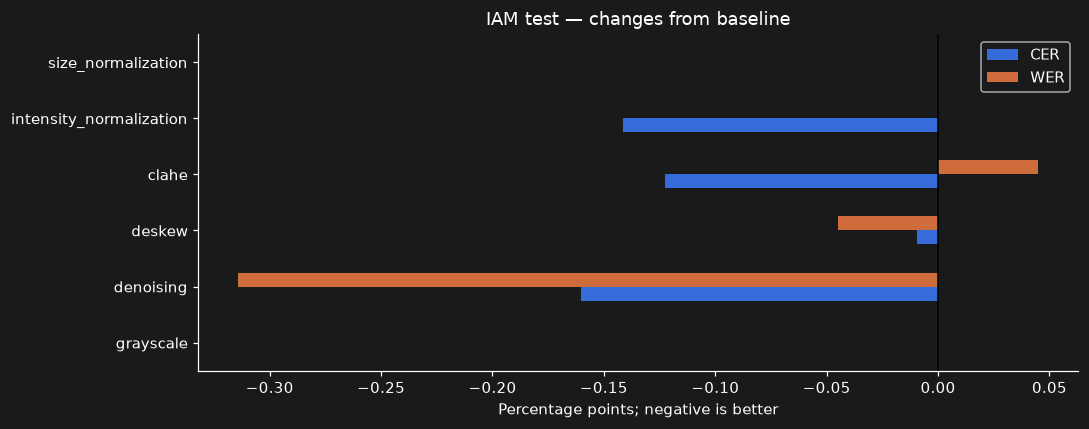 IAM test — changes from baseline
CER
WER
size_normalization
intensity_normalization
clahe
deskew
denoising
grayscale
−0.30 −0.25 −0.20 −0.15 −0.10 −0.05 0.00 0.05
Percentage points; negative is better